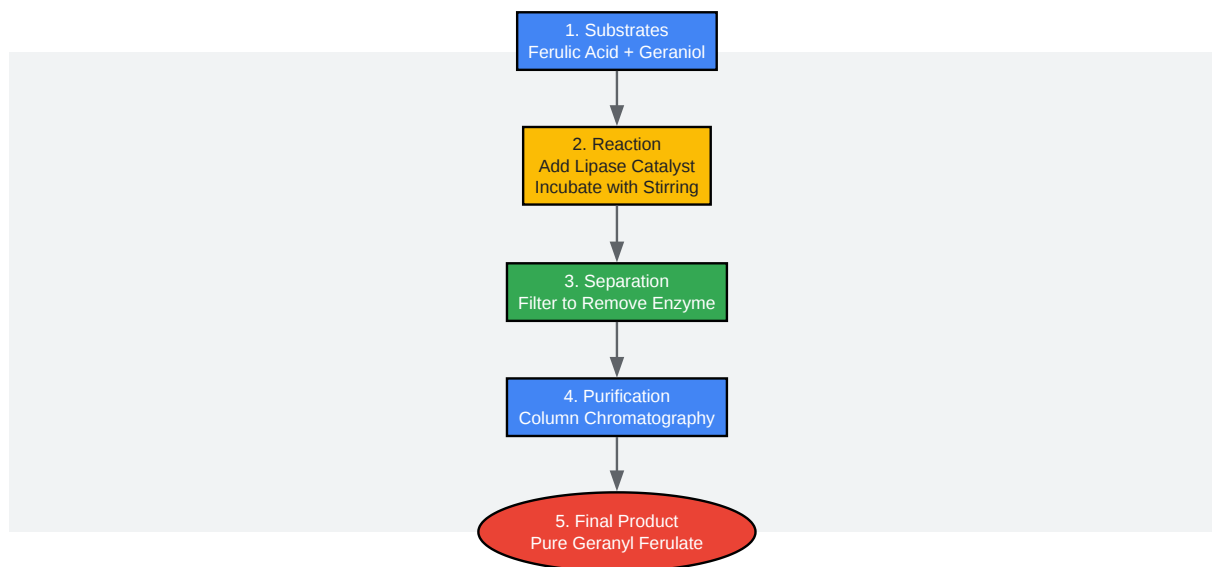 1. Substrates
Ferulic Acid + Geraniol
2. Reaction
Add Lipase Catalyst
Incubate with Stirring
3. Separation
Filter to Remove Enzyme
4. Purification
Column Chromatography
5. Final Product
Pure Geranyl Ferulate